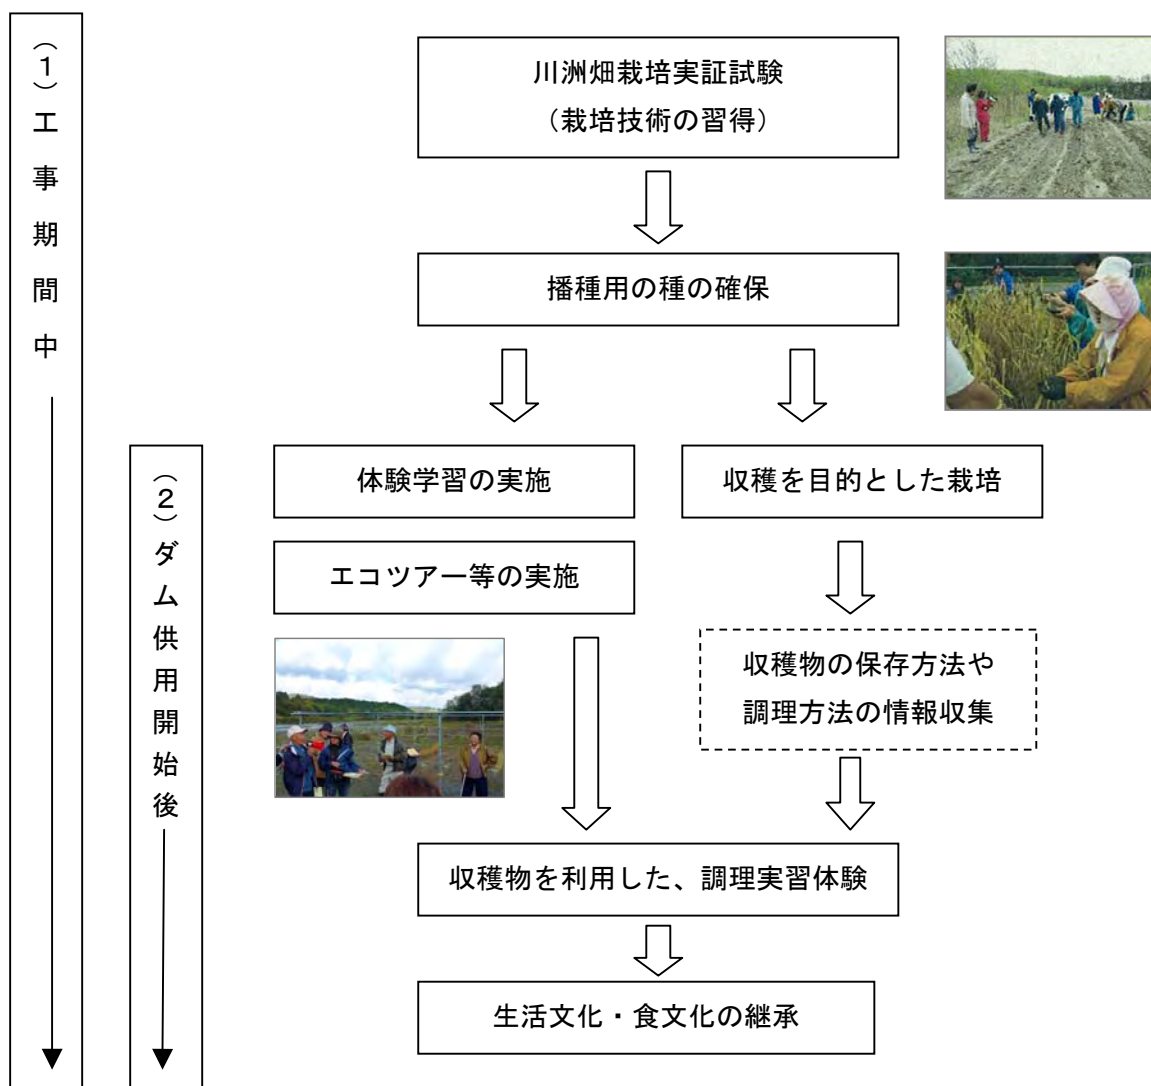 (1)工事期間中
川洲畑栽培実証試験
(栽培技術の習得)
播種用の種の確保
(2)ダム供用開始後
体験学習の実施
収穫を目的とした栽培
エコツアー等の実施
収穫物の保存方法や
調理方法の情報収集
収穫物を利用した、調理実習体験
生活文化・食文化の継承